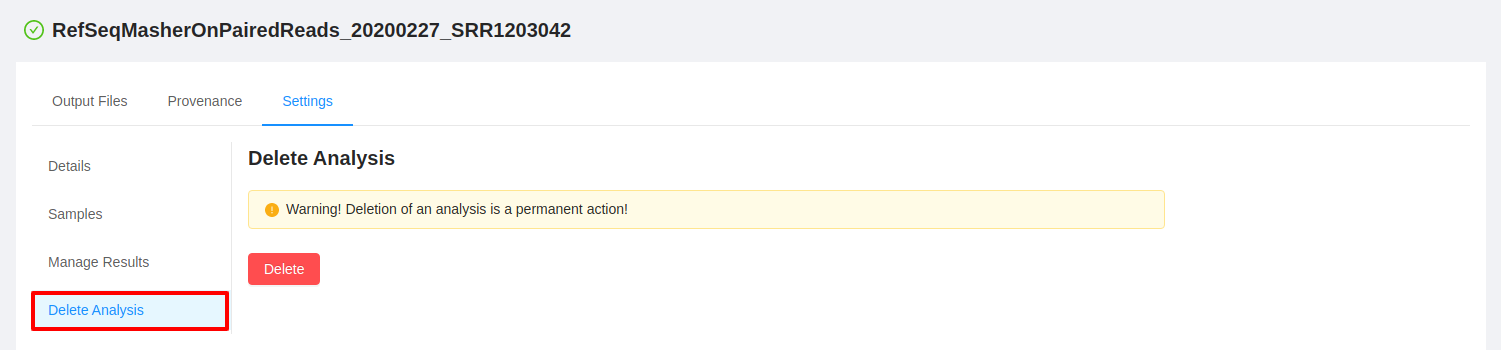 RefSeqMasherOnPairedReads_20200227_SRR1203042
Output Files Provenance Settings
Details
Samples
Manage Results
Delete Analysis
Delete Analysis
Warning! Deletion of an analysis is a permanent action!
Delete